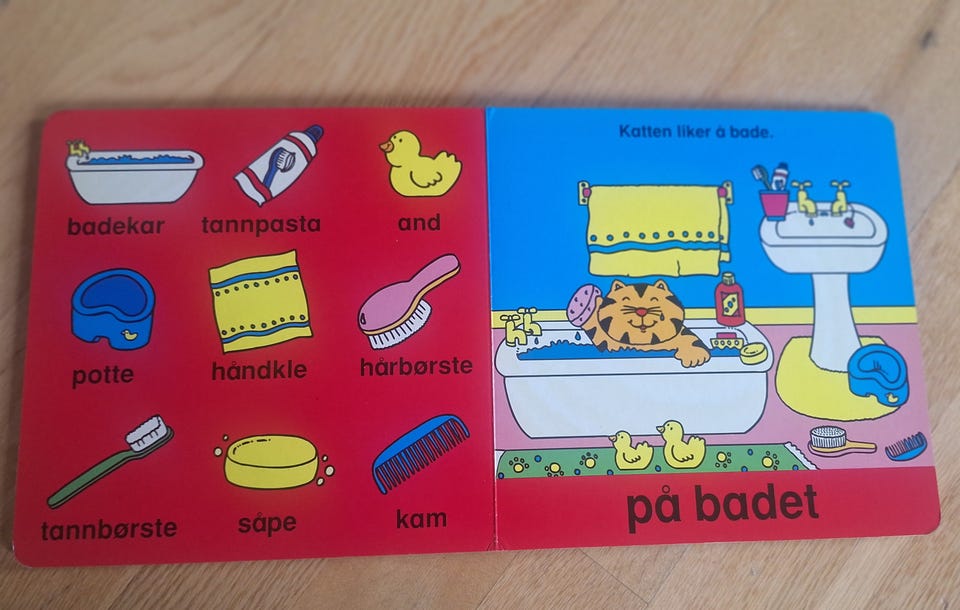 badekar tannpasta and
potte håndkle hårbørste
tannbørste såpe kam
Katten liker å bade.
på badet